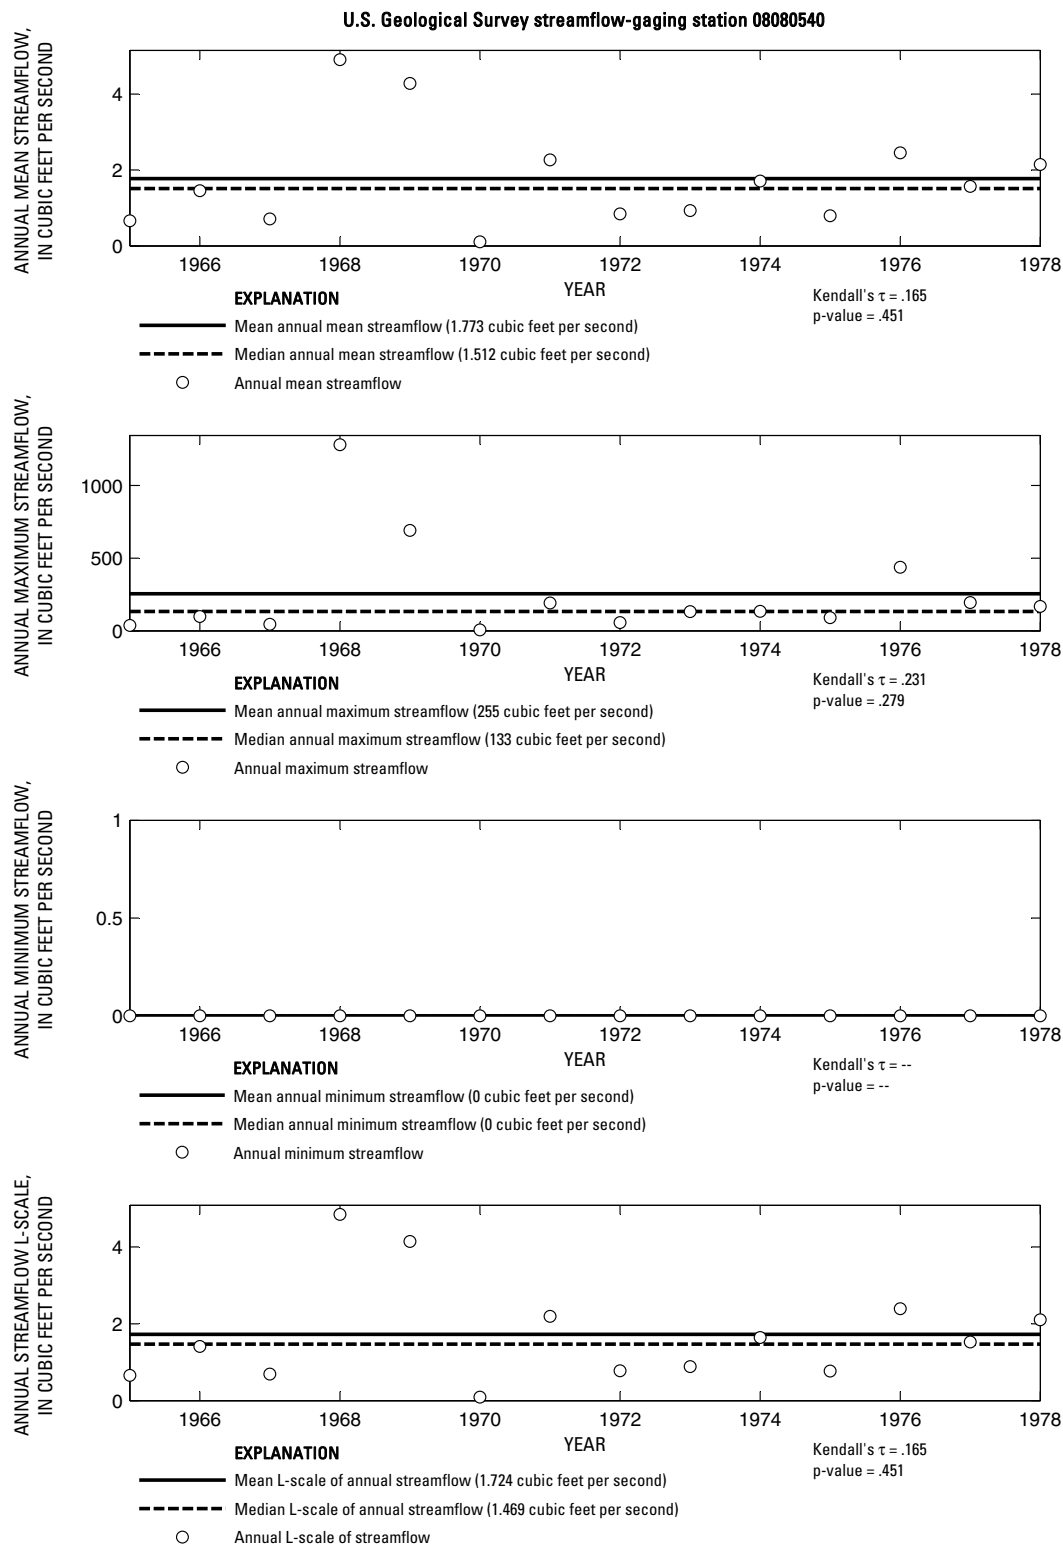 U.S. Geological Survey streamflow-gaging station 08080540
ANNUAL MEAN STREAMFLOW,
IN CUBIC FEET PER SECOND
4
2
0
1966 1968 1970 1972 1974 1976 1978
YEAR
EXPLANATION
Mean annual mean streamflow (1.773 cubic feet per second)
Median annual mean streamflow (1.512 cubic feet per second)
Annual mean streamflow
Kendall's τ = .165
p-value = .451
ANNUAL MAXIMUM STREAMFLOW,
IN CUBIC FEET PER SECOND
1000
500
0
1966 1968 1970 1972 1974 1976 1978
YEAR
EXPLANATION
Mean annual maximum streamflow (255 cubic feet per second)
Median annual maximum streamflow (133 cubic feet per second)
Annual maximum streamflow
Kendall's τ = .231
p-value = .279
ANNUAL MINIMUM STREAMFLOW,
IN CUBIC FEET PER SECOND
1
0.5
0
1966 1968 1970 1972 1974 1976 1978
YEAR
EXPLANATION
Mean annual minimum streamflow (0 cubic feet per second)
Median annual minimum streamflow (0 cubic feet per second)
Annual minimum streamflow
Kendall's τ = --
p-value = --
ANNUAL STREAMFLOW L-SCALE,
IN CUBIC FEET PER SECOND
4
2
0
1966 1968 1970 1972 1974 1976 1978
YEAR
EXPLANATION
Mean L-scale of annual streamflow (1.724 cubic feet per second)
Median L-scale of annual streamflow (1.469 cubic feet per second)
Annual L-scale of streamflow
Kendall's τ = .165
p-value = .451